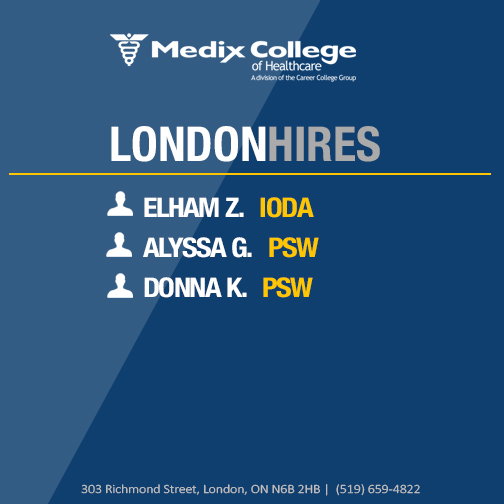 Medix College
of Healthcare
A division of the Career College Group
LONDONHIRES
ELHAM Z. IODA
ALYSSA G. PSW
DONNA K. PSW
303 Richmond Street, London, ON N6B 2HB | (519) 659-4822